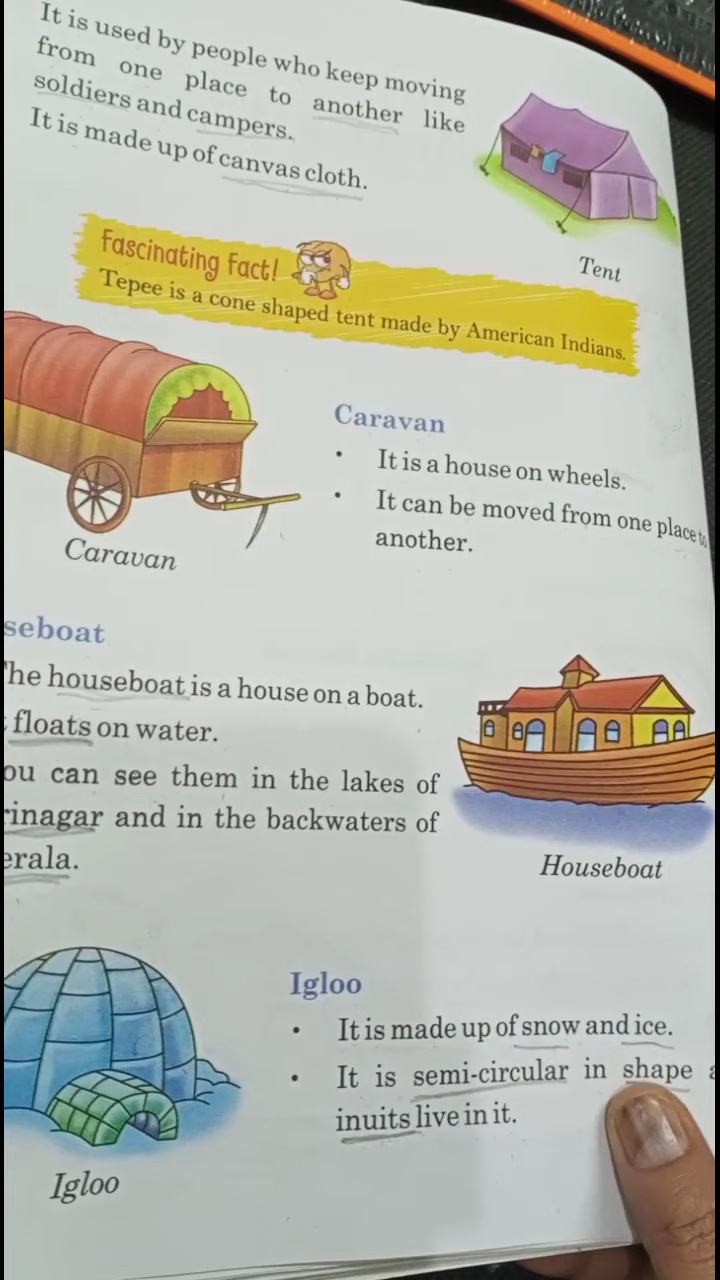 It is used by people who keep moving
from one place to another like
soldiers and campers.
It is made up of canvas cloth.
Tent
Fascinating Fact!
Tepee is a cone shaped tent made by American Indians.
Caravan
• It is a house on wheels.
• It can be moved from one place to
another.
Caravan
seboat
he houseboat is a house on a boat.
floats on water.
ou can see them in the lakes of
rinagar and in the backwaters of
erala.
Houseboat
Igloo
• It is made up of snow and ice.
• It is semi-circular in shape a
inuits live in it.
Igloo